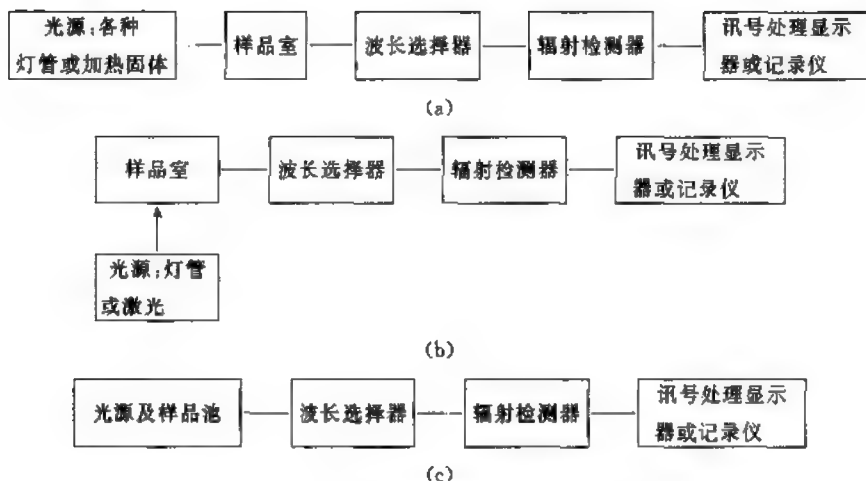 光源:各种
灯管或加热固体
样品室
波长选择器
辐射检测器
讯号处理显示
器或记录仪
(a)
样品室
波长选择器
辐射检测器
讯号处理显示
器或记录仪
光源:灯管
或激光
(b)
光源及样品池
波长选择器
辐射检测器
讯号处理显示
器或记录仪
(c)